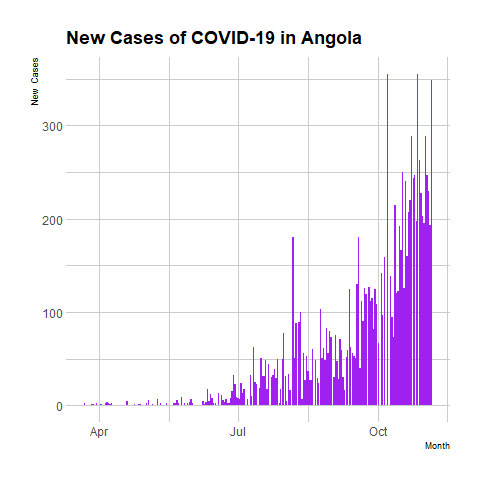 New Cases of COVID-19 in Angola
New Cases
300
200
100
0
Apr
Jul
Oct
Month